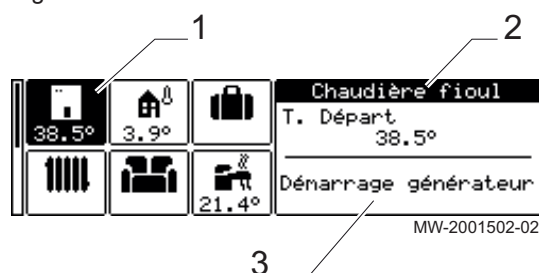 1
2
38.5°
3.9°
21.4°
Chaudière fioul
T. Départ
38.5°
Démarrage générateur
MW-2001502-02
3